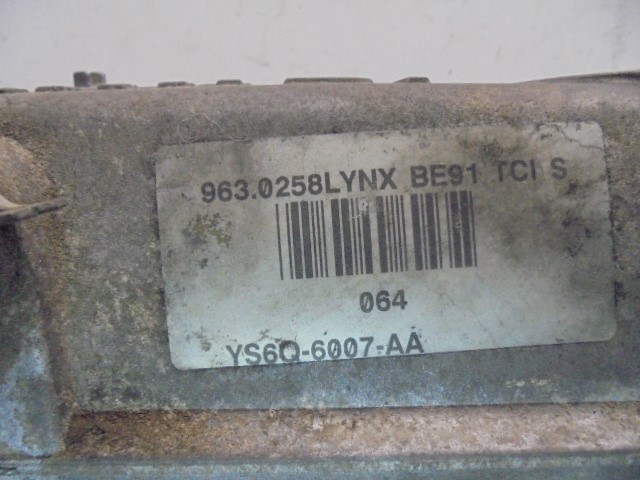 963.0258LYNX BE91 TCI S
064
YS6Q-6007-AA